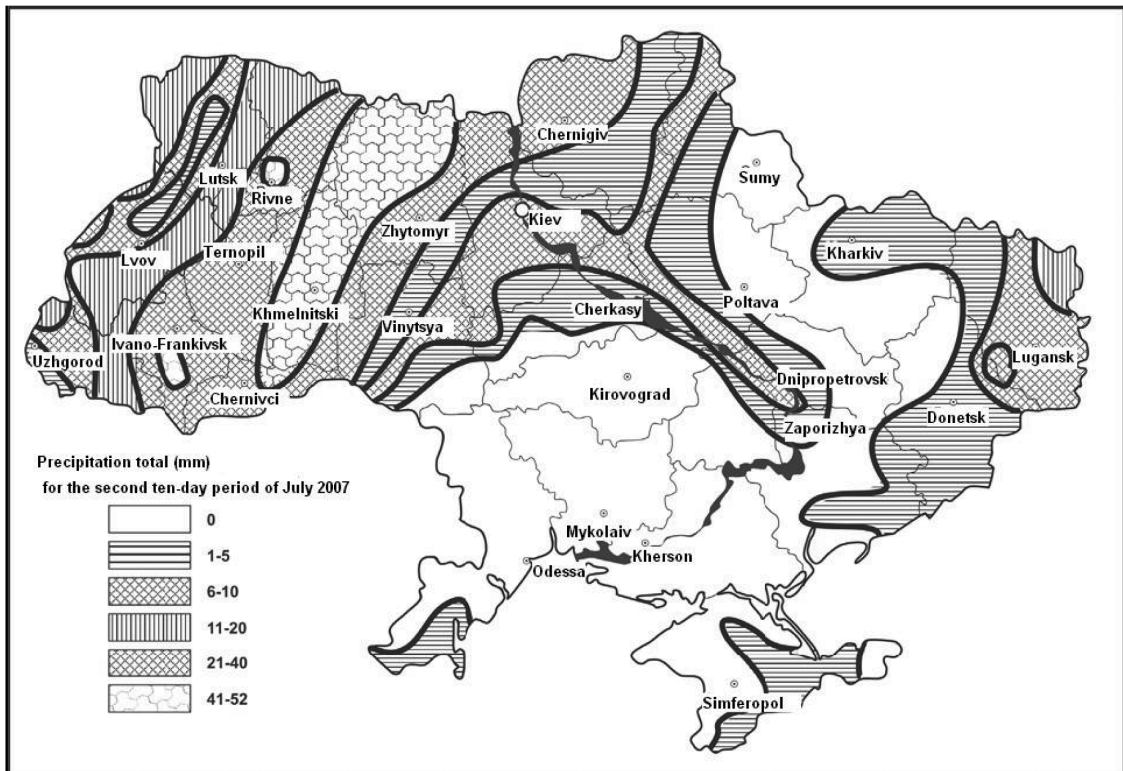 Chernigiv
Sumy
Lutsk
Rivne
Kiev
Zhytomyr
Kharkiv
Lvov
Ternopil
Khmelnitski
Cherkasy
Poltava
Vinytsya
Ivano-Frankivsk
Uzhgorod
Lugansk
Chernivci
Kirovograd
Dnipropetrovsk
Donetsk
Zaporizhya
Mykolaiv
Kherson
Odessa
Simferopol
Precipitation total (mm)
for the second ten-day period of July 2007
0
1-5
6-10
11-20
21-40
41-52